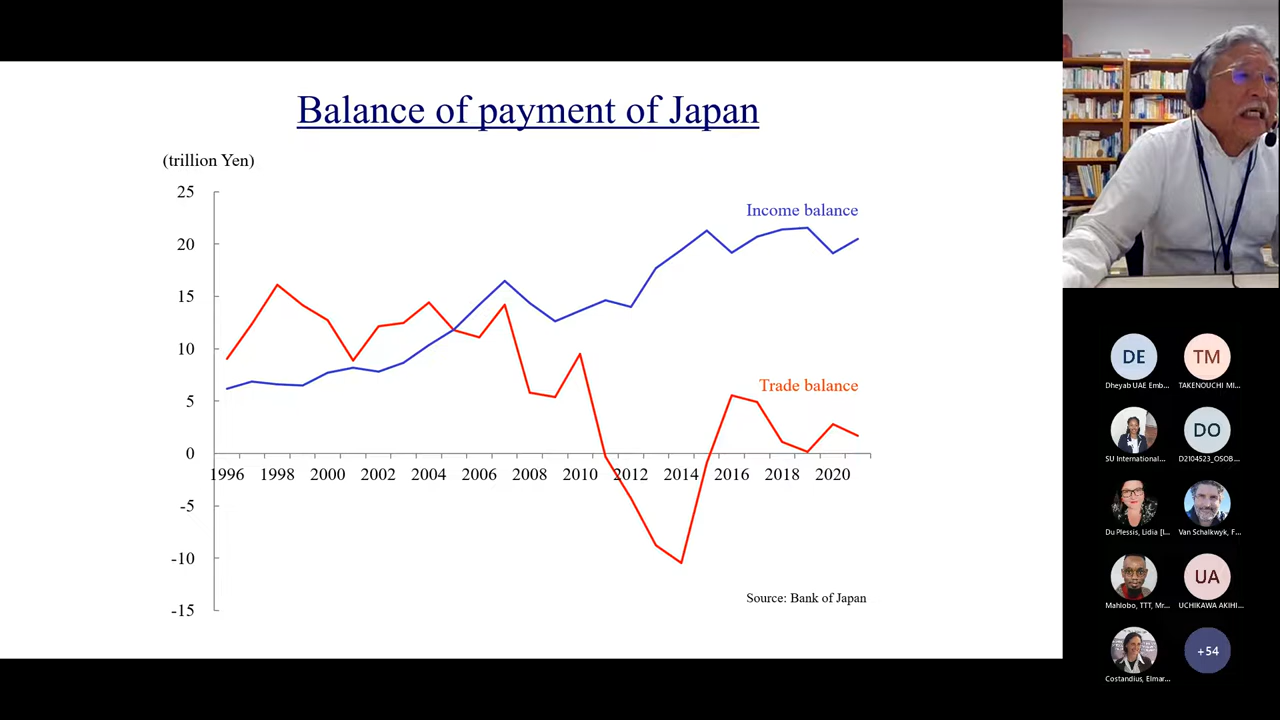 Balance of payment of Japan
(trillion Yen)
25
Income balance
20
15
10
Trade balance
5
0
1996 1998 2000 2002 2004 2006 2008 2010 2012 2014 2016 2018 2020
-5
-10
Source: Bank of Japan
-15
DE
TM
Dheyab UAE Emb...
TAKENOUCHI MI...
DO
SU International...
D2104523_OSOB...
Du Plessis, Lidia [l...
Van Schalkwyk, F...
UA
Mahlobo, TTT, Mr...
UCHIKAWA AKIHI...
+54
Costandius, Elmar...